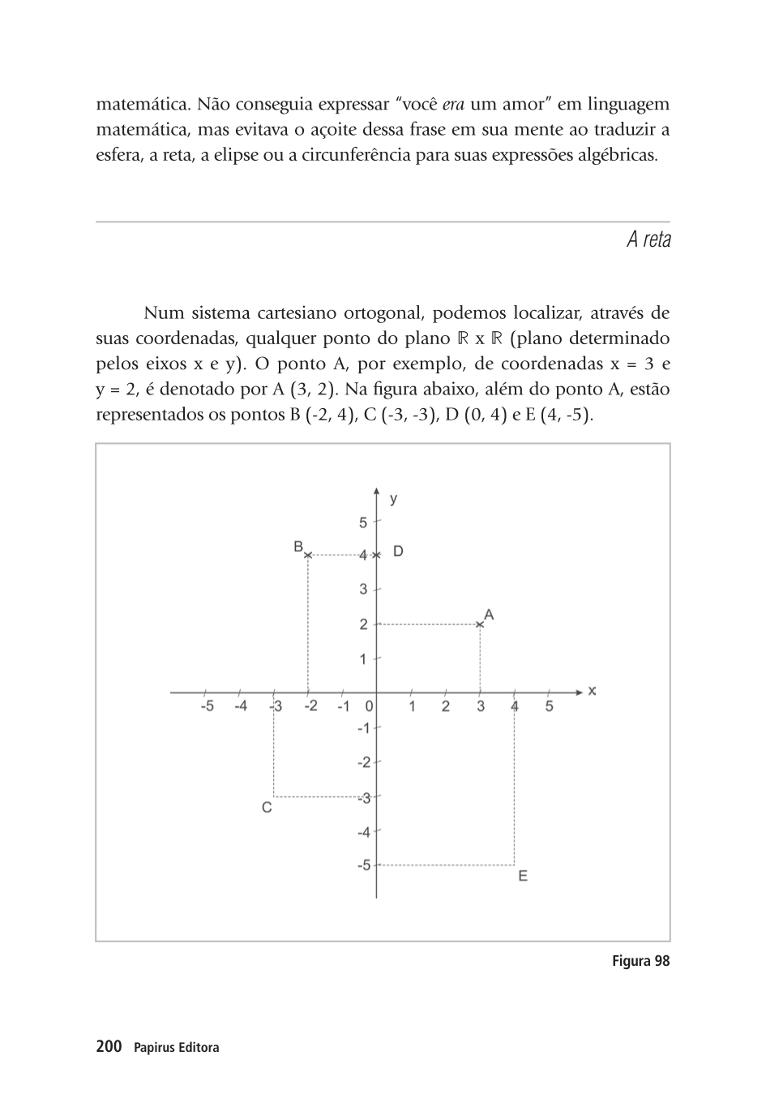 matemática. Não conseguia expressar “você era um amor” em linguagem
matemática, mas evitava o açoite dessa frase em sua mente ao traduzir a
esfera, a reta, a elipse ou a circunferência para suas expressões algébricas.
A reta
Num sistema cartesiano ortogonal, podemos localizar, através de
suas coordenadas, qualquer ponto do plano ℝ x ℝ (plano determinado
pelos eixos x e y). O ponto A, por exemplo, de coordenadas x = 3 e
y = 2, é denotado por A (3, 2). Na figura abaixo, além do ponto A, estão
representados os pontos B (-2, 4), C (-3, -3), D (0, 4) e E (4, -5).
y
5
B
4
D
3
A
2
1
x
-5 -4 -3 -2 -1 0 1 2 3 4 5
-1
-2
-3
C
-4
-5
E
Figura 98
200 Papirus Editora